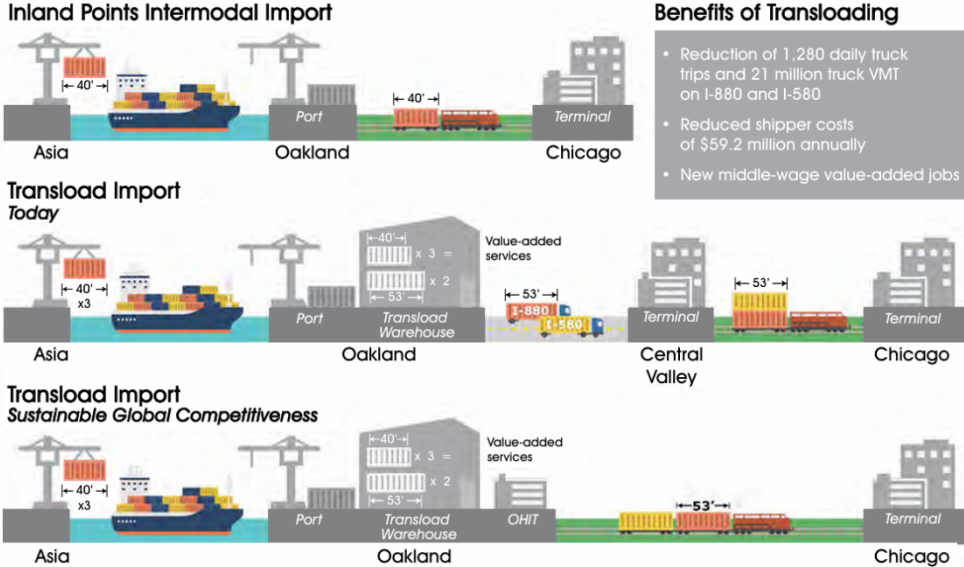 Inland Points Intermodal Import
40'
40'
Port
Terminal
Asia
Oakland
Chicago
Benefits of Transloading
• Reduction of 1,280 daily truck
trips and 21 million truck VMT
on I-880 and I-580
• Reduced shipper costs
of $59.2 million annually
• New middle-wage value-added jobs
Transload Import
Today
40'
x3
40'
x 3 =
x 2
53'
Value-added
services
53'
I-880
I-580
53'
Port
Transload
Warehouse
Terminal
Terminal
Asia
Oakland
Central
Valley
Chicago
Transload Import
Sustainable Global Competitiveness
40'
x3
40'
x 3 =
x 2
53'
Value-added
services
53'
Port
Transload
Warehouse
OHIT
Terminal
Asia
Oakland
Chicago